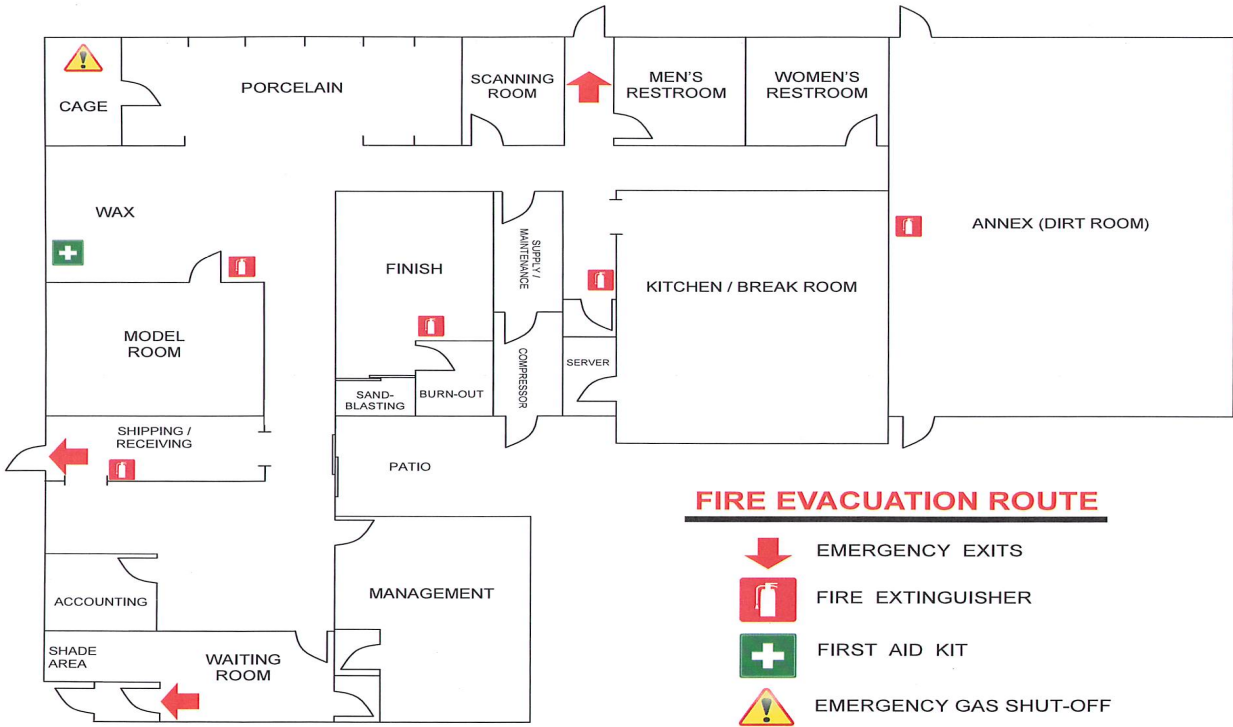 CAGE
PORCELAIN
SCANNING
ROOM
MEN'S
RESTROOM
WOMEN'S
RESTROOM
WAX
FINISH
SUPPLY /
MAINTENANCE
KITCHEN / BREAK ROOM
ANNEX (DIRT ROOM)
MODEL
ROOM
SAND-
BLASTING
BURN-OUT
COMPRESSOR
SERVER
SHIPPING /
RECEIVING
PATIO
ACCOUNTING
MANAGEMENT
SHADE
AREA
WAITING
ROOM
FIRE EVACUATION ROUTE
EMERGENCY EXITS
FIRE EXTINGUISHER
FIRST AID KIT
EMERGENCY GAS SHUT-OFF